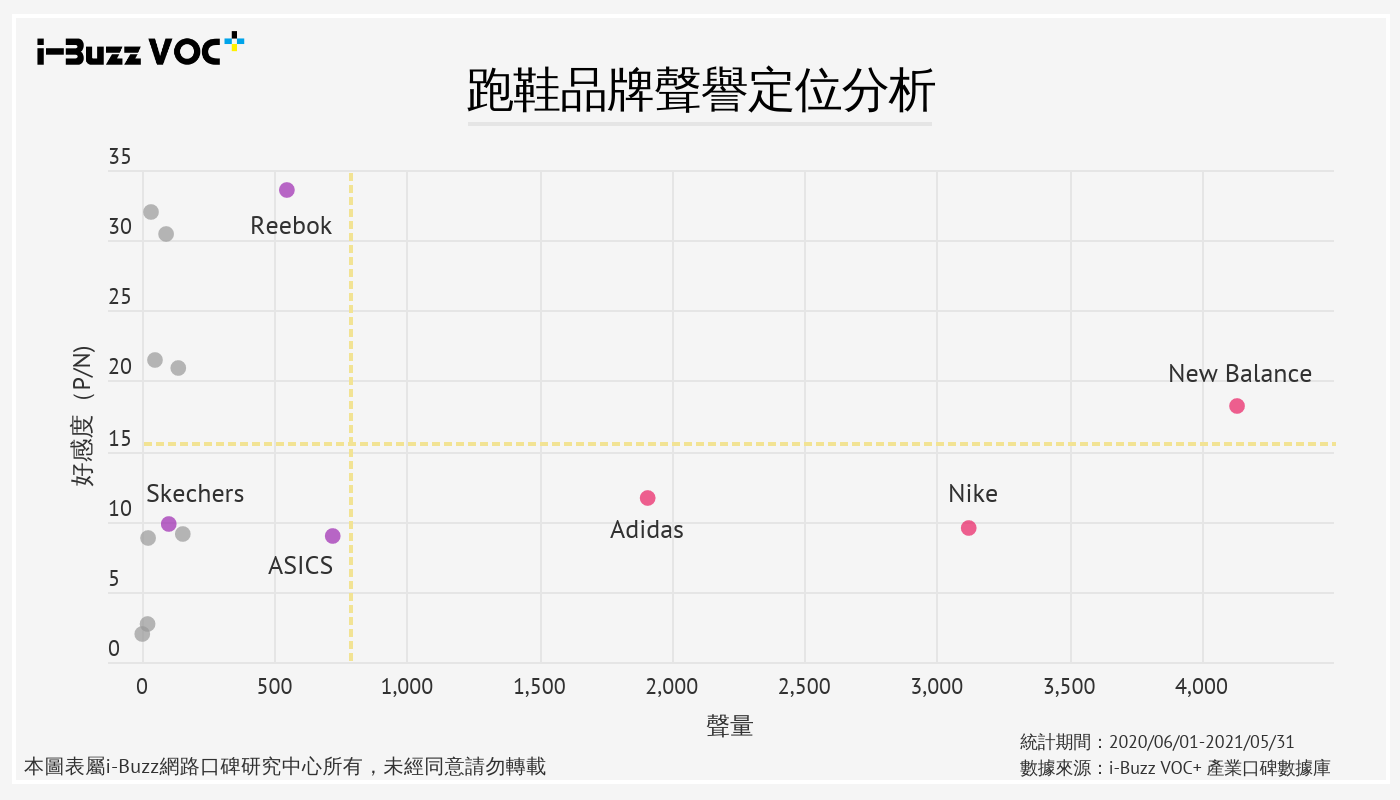 i-Buzz VOC+
跑鞋品牌聲譽定位分析
35
30
25
20
15
10
5
0
好感度（P/N）
Reebok
New Balance
Skechers
Nike
Adidas
ASICS
0 500 1,000 1,500 2,000 2,500 3,000 3,500 4,000
聲量
統計期間：2020/06/01-2021/05/31
本圖表屬i-Buzz網路口碑研究中心所有，未經同意請勿轉載
數據來源：i-Buzz VOC+ 產業口碑數據庫